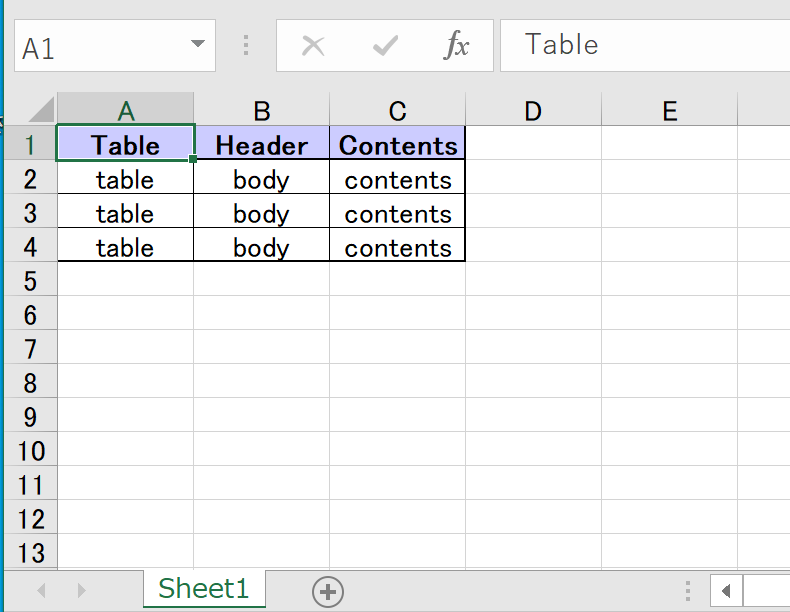 A1 fx Table
A B C D E
1 Table Header Contents
2 table body contents
3 table body contents
4 table body contents
5
6
7
8
9
10
11
12
13
Sheet1